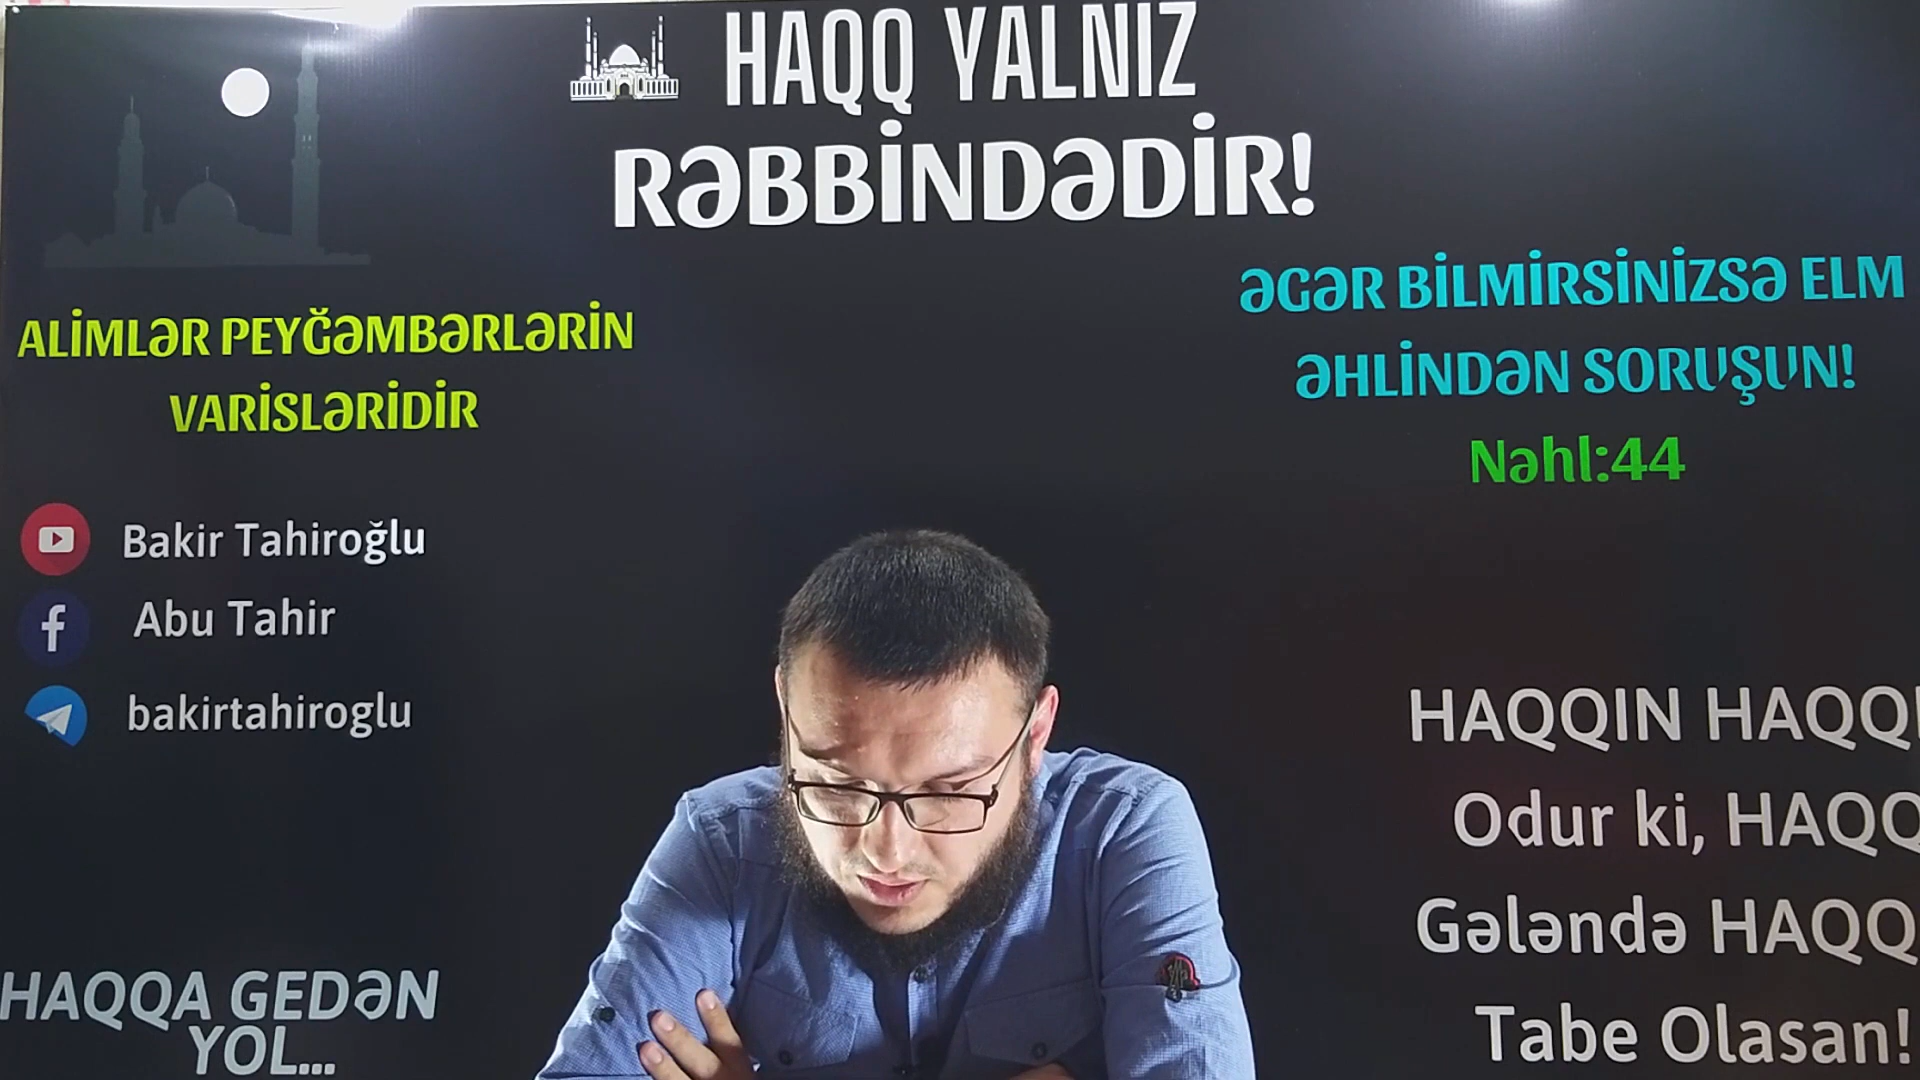 HAQQ YALNIZ
RƏBBİNDƏDİR!
ALİMLƏR PEYĞƏMBƏRLƏRİN
VARİSLƏRİDİR
ƏGƏR BİLMİRSİNİZSƏ ELM
ƏHLİNDƏN SORUŞUN!
Nəhl:44
Bakir Tahiroğlu
Abu Tahir
bakirtahiroglu
HAQQIN HAQQI
Odur ki, HAQQ
Gələndə HAQQ
Tabe Olasan!
HAQQA GEDƏN
YOL...